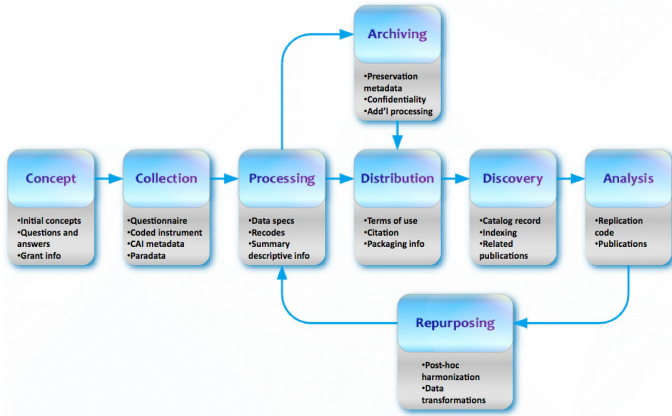 Archiving
•Preservation
metadata
•Confidentiality
•Add'l processing
Concept
•Initial concepts
•Questions and
answers
•Grant info
Collection
•Questionnaire
•Coded instrument
•CAI metadata
•Paradata
Processing
•Data specs
•Recodes
•Summary
descriptive info
Distribution
•Terms of use
•Citation
•Packaging info
Discovery
•Catalog record
•Indexing
•Related
publications
Analysis
•Replication
code
•Publications
Repurposing
•Post-hoc
harmonization
•Data
transformations